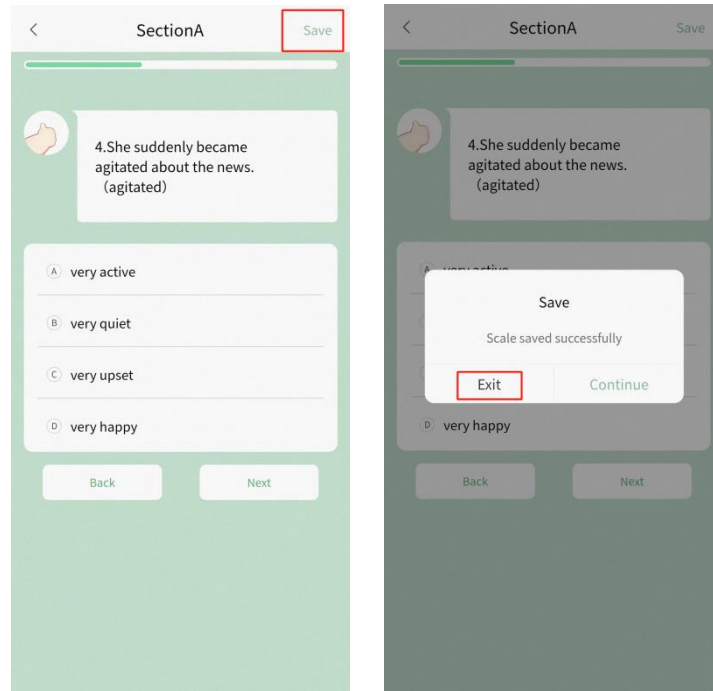 SectionA
Save
4.She suddenly became
agitated about the news.
（agitated）
A very active
B very quiet
C very upset
D very happy
Back
Next
SectionA
Save
4.She suddenly became
agitated about the news.
（agitated）
A very active
Save
Scale saved successfully
Exit
Continue
D very happy
Back
Next